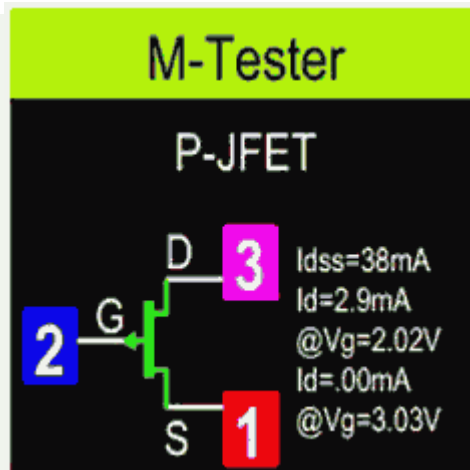 M-Tester
P-JFET
D
3
Idss=38mA
Id=2.9mA
G
2
@Vg=2.02V
Id=.00mA
S
1
@Vg=3.03V